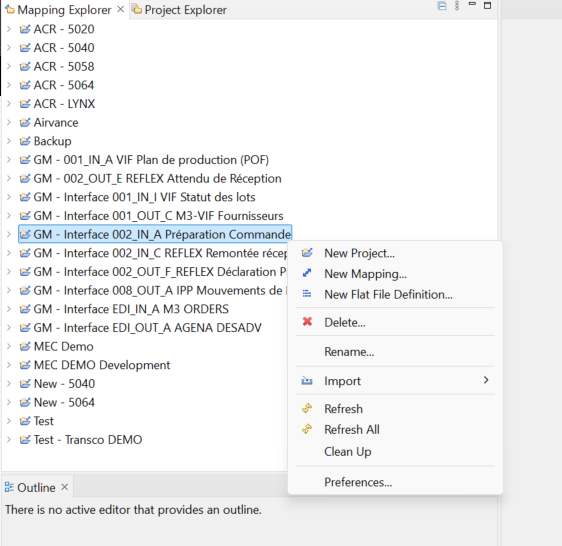 Mapping Explorer
Project Explorer
ACR - 5020
ACR - 5040
ACR - 5058
ACR - 5064
ACR - LYNX
Airvance
Backup
GM - 001_IN_A VIF Plan de production (POF)
GM - 002_OUT_E REFLEX Attendu de Réception
GM - Interface 001_IN_I VIF Statut des lots
GM - Interface 001_OUT_C M3-VIF Fournisseurs
GM - Interface 002_IN_A Préparation Commande
GM - Interface 002_IN_C REFLEX Remontée
GM - Interface 002_OUT_F_REFLEX Déclaration
GM - Interface 008_OUT_A IPP Mouvements de
GM - Interface EDI_IN_A M3 ORDERS
GM - Interface EDI_OUT_A AGENA DESADV
MEC Demo
MEC DEMO Development
New - 5040
New - 5064
Test
Test - Transco DEMO
New Project...
New Mapping...
New Flat File Definition...
Delete...
Rename...
Import
Refresh
Refresh All
Clean Up
Preferences...
Outline
There is no active editor that provides an outline.